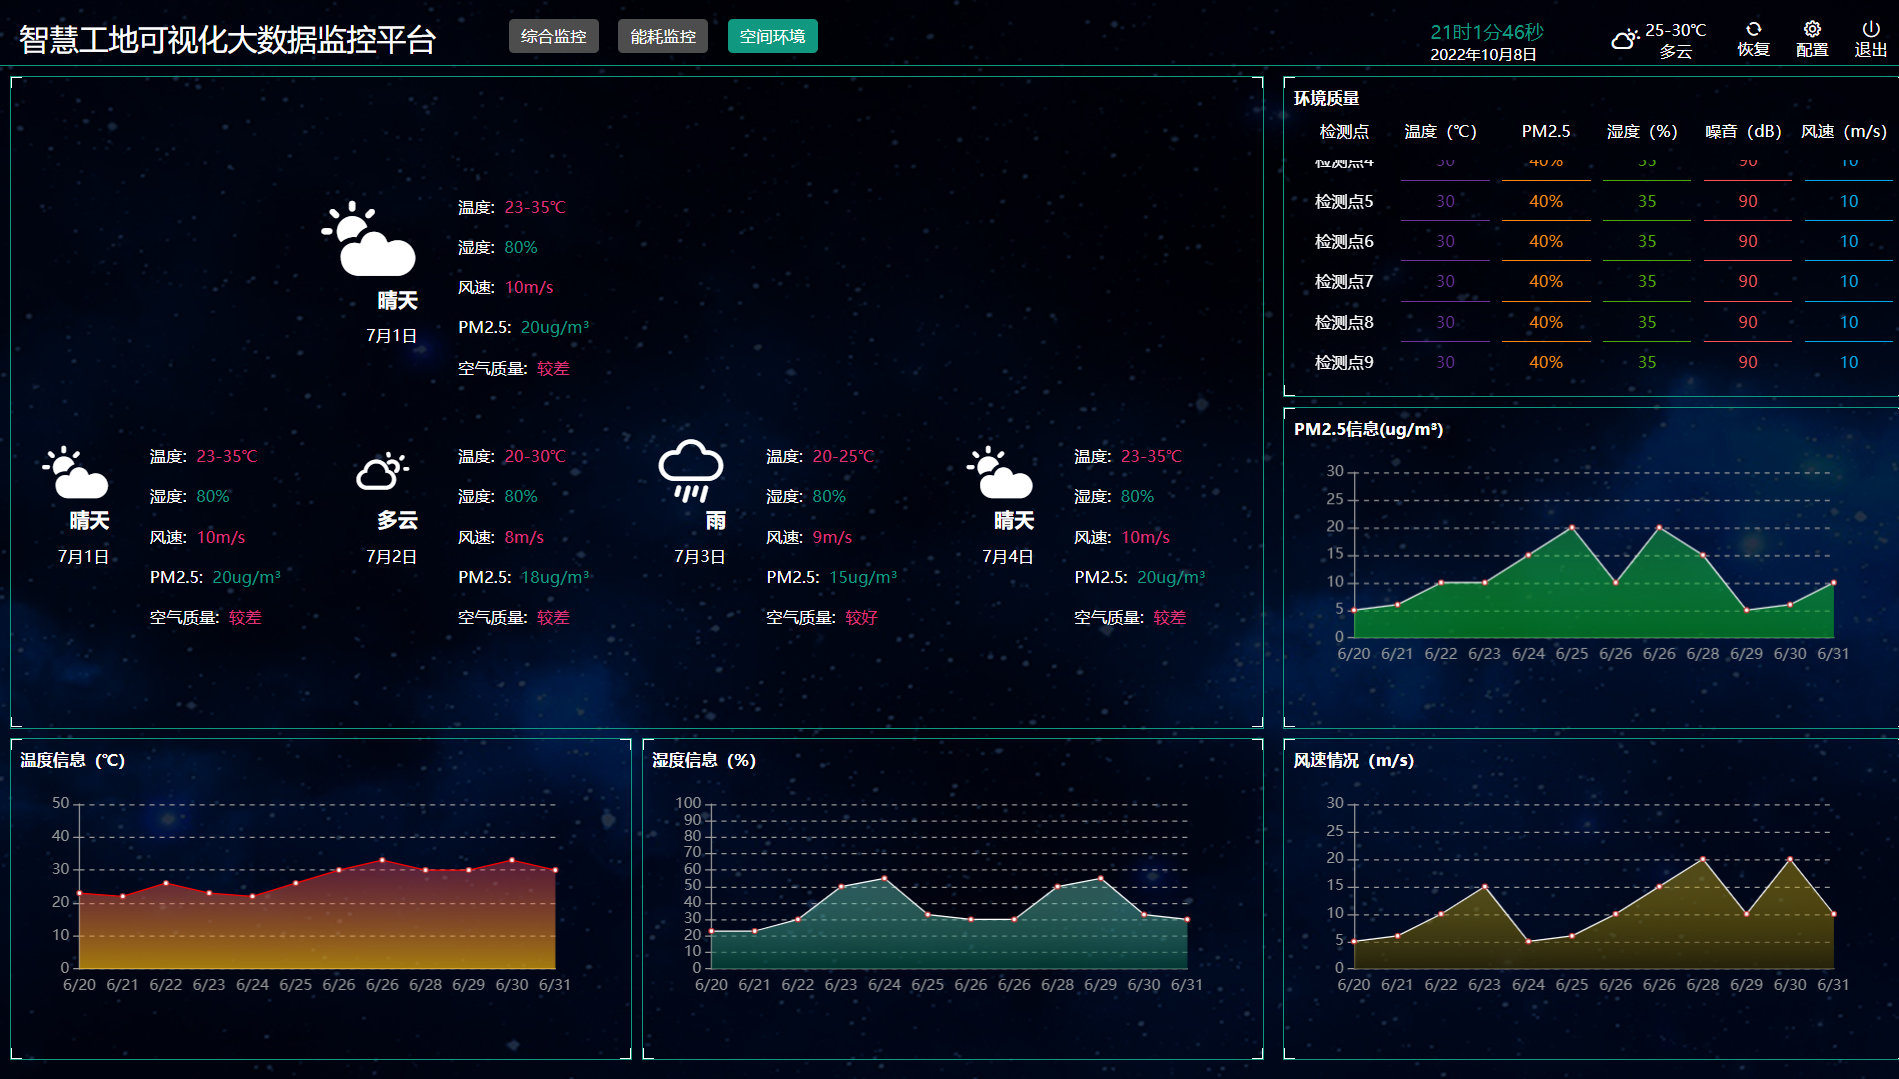 智慧工地可视化大数据监控平台
综合监控 能耗监控 空间环境
21时1分46秒
2022年10月8日
25-30℃
多云
恢复 配置 退出
温度: 23-35℃
湿度: 80%
风速: 10m/s
PM2.5: 20ug/m³
空气质量: 较差
晴天
7月1日
温度: 23-35℃
湿度: 80%
风速: 10m/s
PM2.5: 20ug/m³
空气质量: 较差
晴天
7月1日
温度: 20-30℃
湿度: 80%
风速: 8m/s
PM2.5: 18ug/m³
空气质量: 较差
多云
7月2日
温度: 20-25℃
湿度: 80%
风速: 9m/s
PM2.5: 15ug/m³
空气质量: 较好
雨
7月3日
温度: 23-35℃
湿度: 80%
风速: 10m/s
PM2.5: 20ug/m³
空气质量: 较差
晴天
7月4日
环境质量
检测点 温度（℃） PM2.5 湿度（%） 噪音（dB） 风速（m/s）
检测点4 30 40% 35 90 10
检测点5 30 40% 35 90 10
检测点6 30 40% 35 90 10
检测点7 30 40% 35 90 10
检测点8 30 40% 35 90 10
检测点9 30 40% 35 90 10
PM2.5信息(ug/m³)
30
25
20
15
10
5
0
6/20 6/21 6/22 6/23 6/24 6/25 6/26 6/26 6/28 6/29 6/30 6/31
温度信息（℃）
50
40
30
20
10
0
6/20 6/21 6/22 6/23 6/24 6/25 6/26 6/26 6/28 6/29 6/30 6/31
湿度信息（%）
100
90
80
70
60
50
40
30
20
10
0
6/20 6/21 6/22 6/23 6/24 6/25 6/26 6/26 6/28 6/29 6/30 6/31
风速情况（m/s）
30
25
20
15
10
5
0
6/20 6/21 6/22 6/23 6/24 6/25 6/26 6/26 6/28 6/29 6/30 6/31